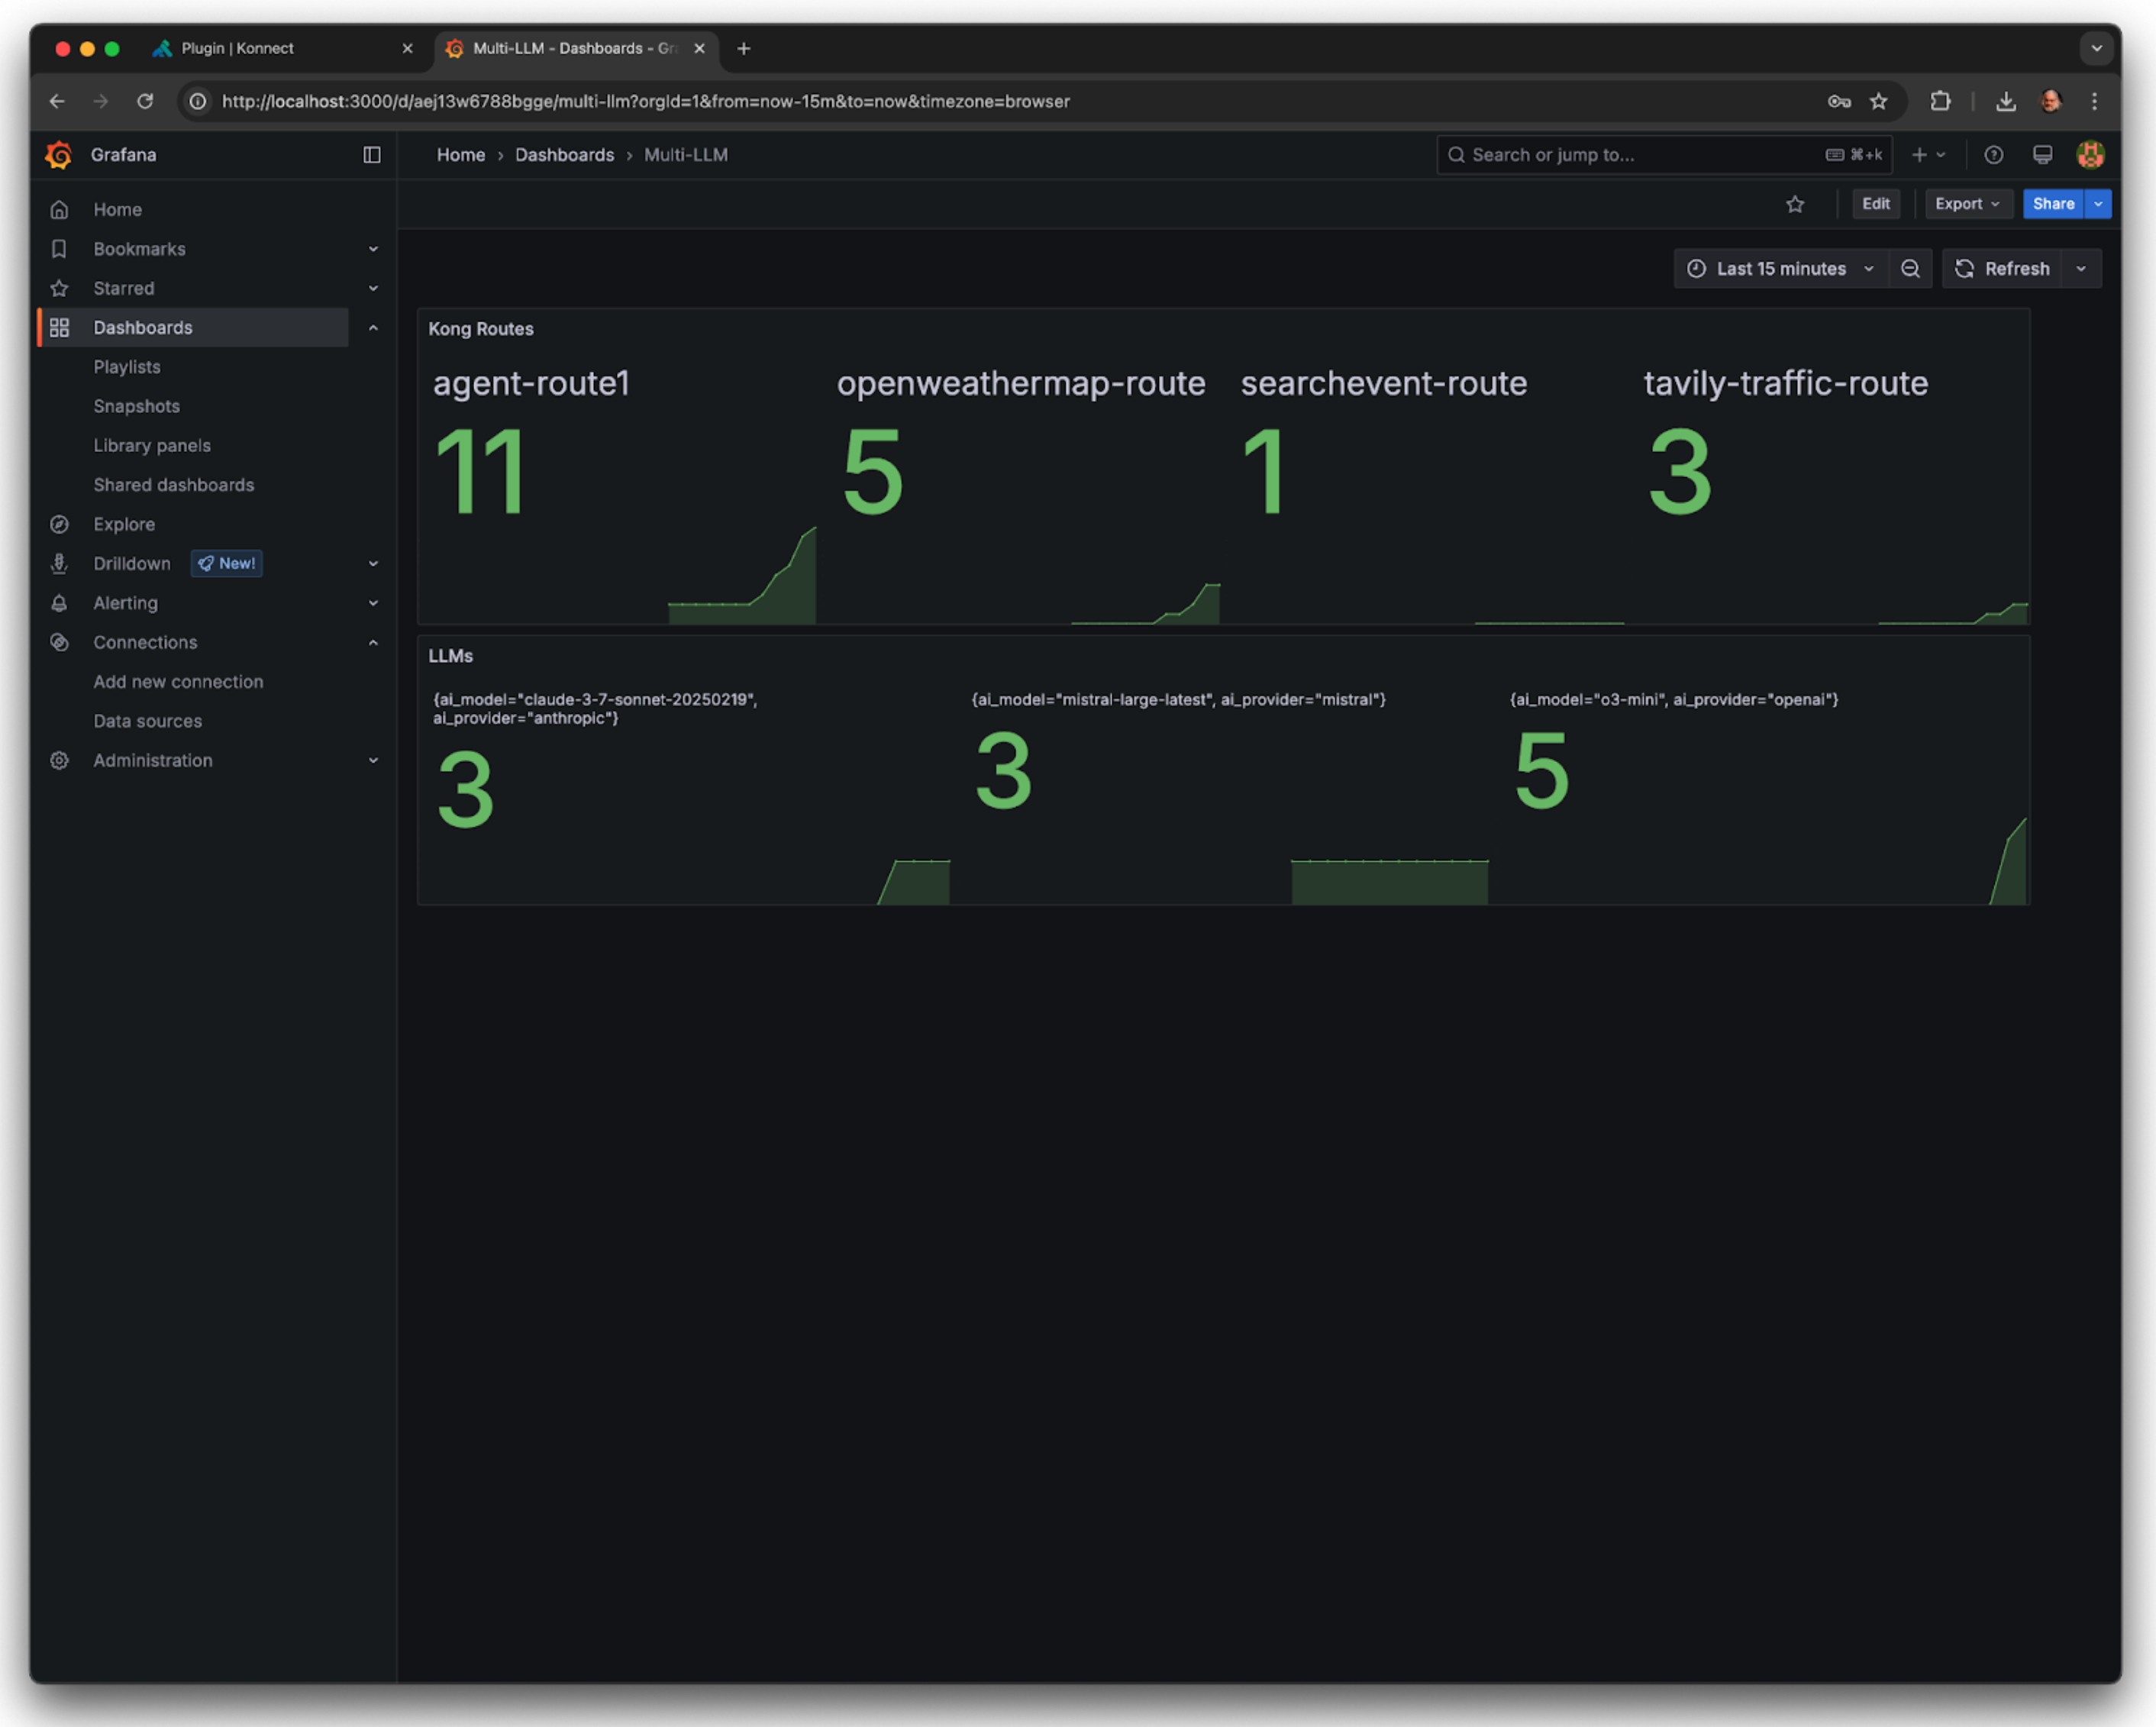 Plugin | Konnect
Multi-LLM - Dashboards - Gr
http://localhost:3000/d/aej13w6788bgge/multi-llm?orgId=1&from=now-15m&to=now&timezone=browser
Grafana
Home › Dashboards › Multi-LLM
Search or jump to...
⌘+k
Edit
Export
Share
Home
Bookmarks
Starred
Dashboards
Playlists
Snapshots
Library panels
Shared dashboards
Explore
Drilldown
New!
Alerting
Connections
Add new connection
Data sources
Administration
Last 15 minutes
Refresh
Kong Routes
agent-route1
11
openweathermap-route
5
searchevent-route
1
tavily-traffic-route
3
LLMs
{ai_model="claude-3-7-sonnet-20250219",
ai_provider="anthropic"}
3
{ai_model="mistral-large-latest", ai_provider="mistral"}
3
{ai_model="o3-mini", ai_provider="openai"}
5